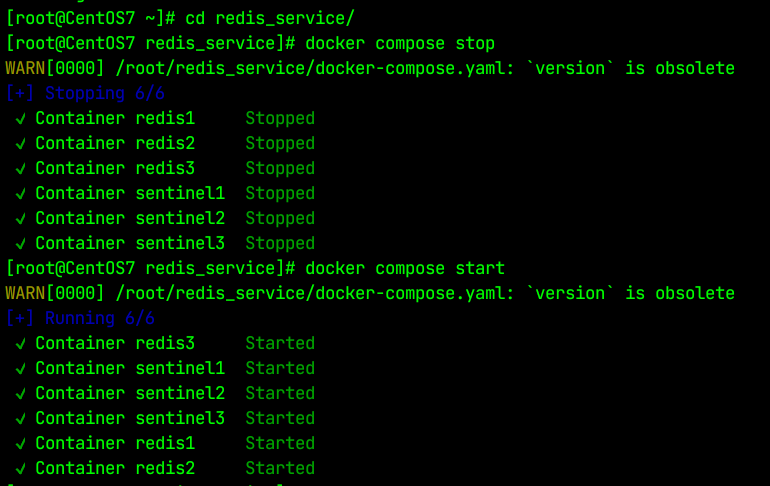 [root@CentOS7 ~]# cd redis_service/
[root@CentOS7 redis_service]# docker compose stop
WARN[0000] /root/redis_service/docker-compose.yaml: `version` is obsolete
[+] Stopping 6/6
✓ Container redis1 Stopped
✓ Container redis2 Stopped
✓ Container redis3 Stopped
✓ Container sentinel1 Stopped
✓ Container sentinel2 Stopped
✓ Container sentinel3 Stopped
[root@CentOS7 redis_service]# docker compose start
WARN[0000] /root/redis_service/docker-compose.yaml: `version` is obsolete
[+] Running 6/6
✓ Container redis3 Started
✓ Container sentinel1 Started
✓ Container sentinel2 Started
✓ Container sentinel3 Started
✓ Container redis1 Started
✓ Container redis2 Started